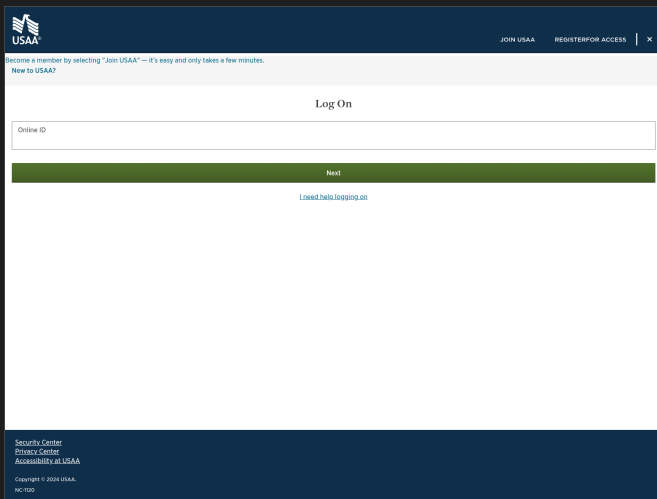 USAA®
JOIN USAA
REGISTERFOR ACCESS
Become a member by selecting "Join USAA" — it's easy and only takes a few minutes.
New to USAA?
Log On
Online ID
Next
I need help logging on
Security Center
Privacy Center
Accessibility at USAA
Copyright © 2024 USAA.
NC-1120